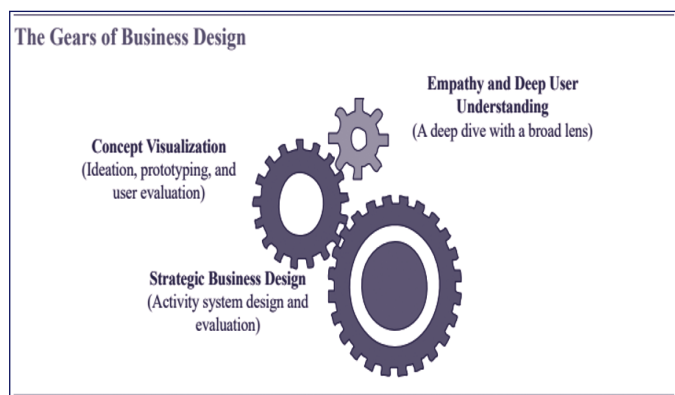 The Gears of Business Design
Empathy and Deep User
Understanding
(A deep dive with a broad lens)
Concept Visualization
(Ideation, prototyping, and
user evaluation)
Strategic Business Design
(Activity system design and
evaluation)